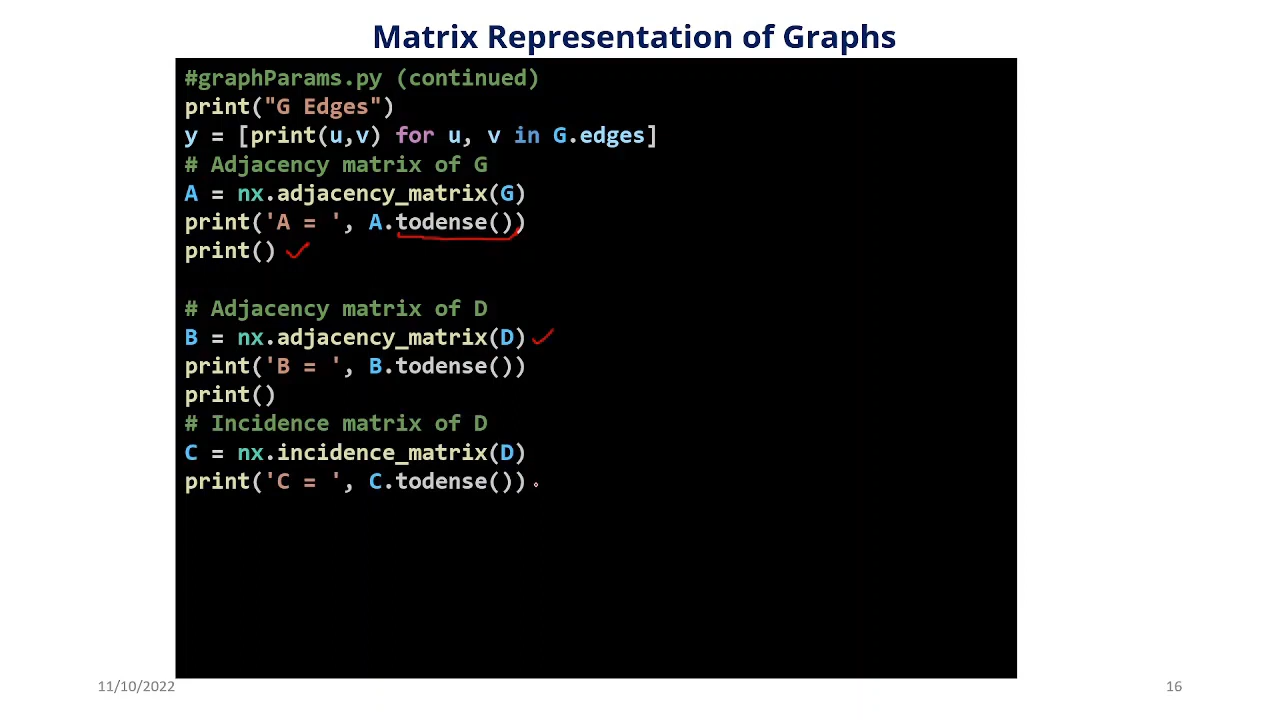 Matrix Representation of Graphs
#graphParams.py (continued)
print("G Edges")
y = [print(u,v) for u, v in G.edges]
# Adjacency matrix of G
A = nx.adjacency_matrix(G)
print('A = ', A.todense())
print()
# Adjacency matrix of D
B = nx.adjacency_matrix(D)
print('B = ', B.todense())
print()
# Incidence matrix of D
C = nx.incidence_matrix(D)
print('C = ', C.todense())
11/10/2022
16